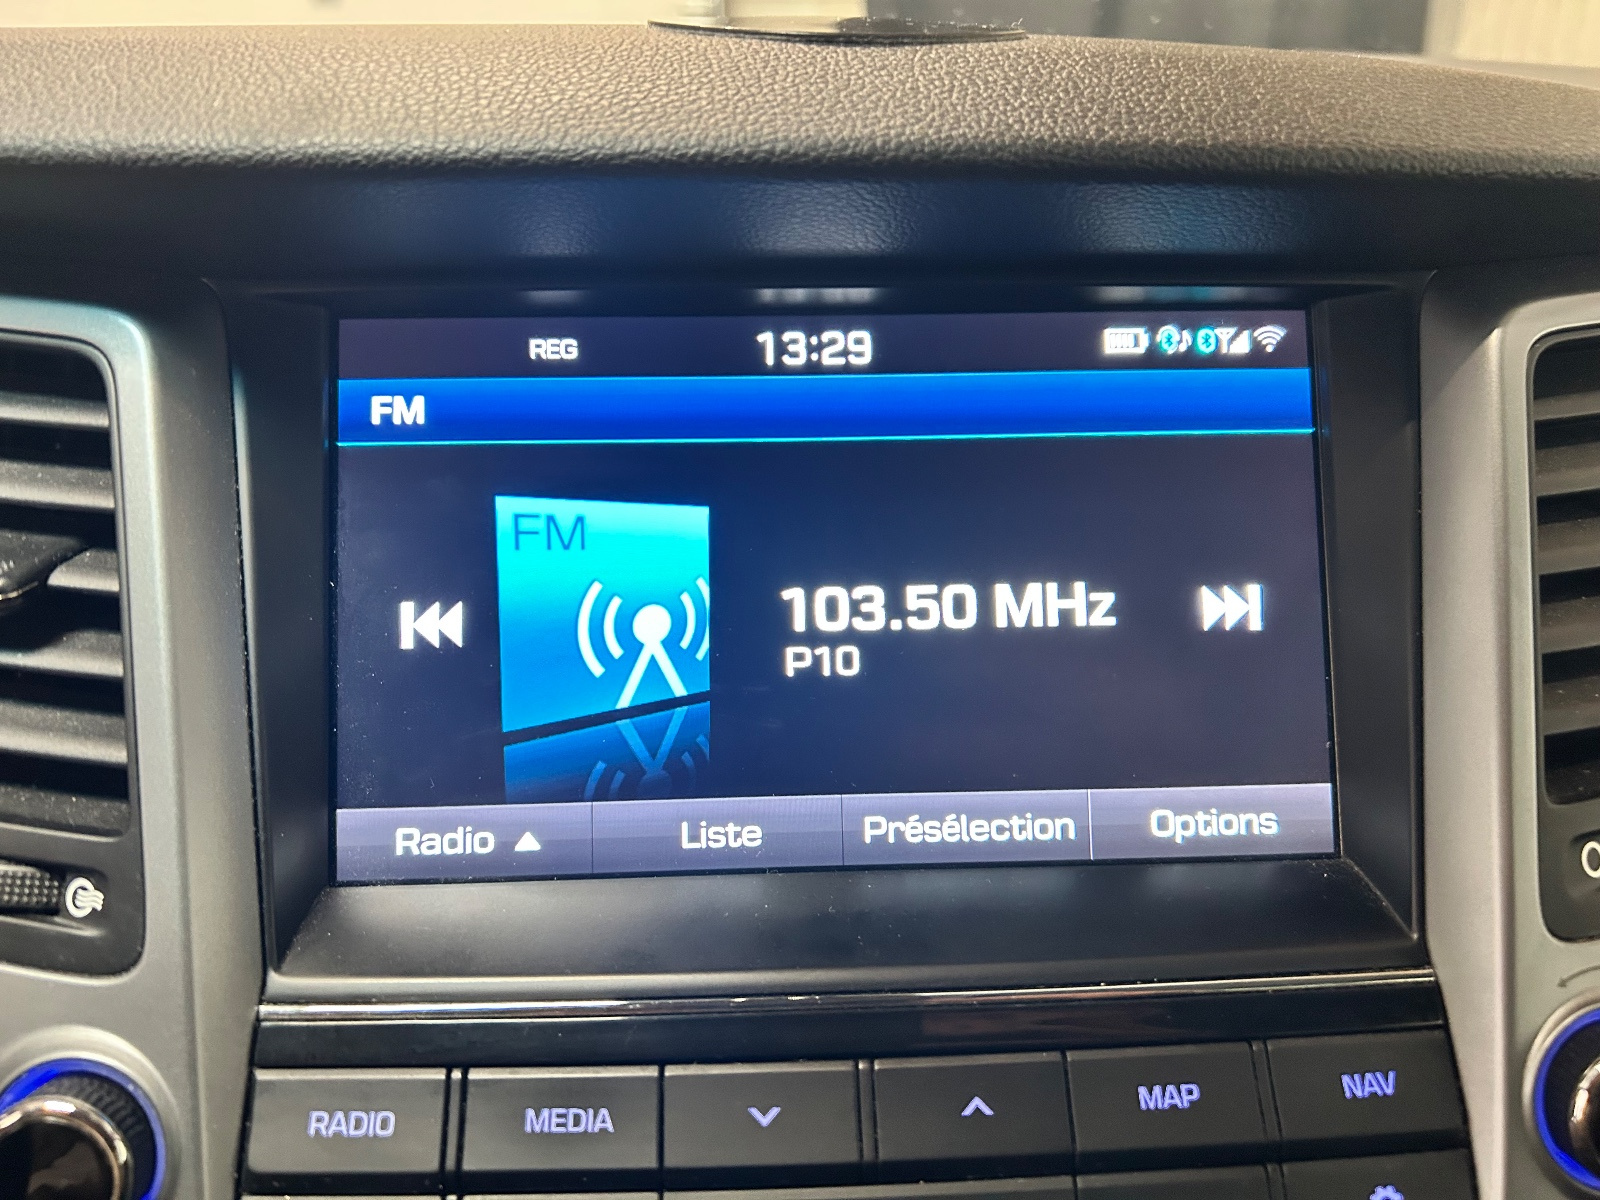 REG 13:29
FM
FM
103.50 MHz
P10
Radio Liste Présélection Options
RADIO MEDIA MAP NAV